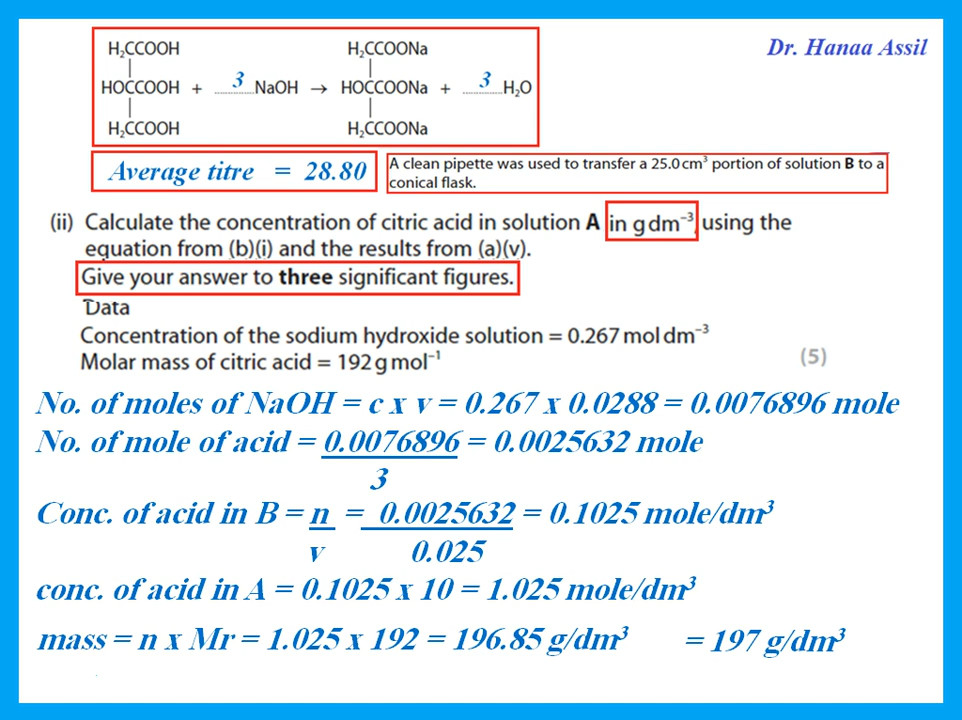 Dr. Hanaa Assil
H₂CCOOH H₂CCOONa
HOCCOOH + ...3...NaOH → HOCCOONa + ...3...H₂O
H₂CCOOH H₂CCOONa
Average titre = 28.80
A clean pipette was used to transfer a 25.0 cm³ portion of solution B to a
conical flask.
(ii) Calculate the concentration of citric acid in solution A in g dm⁻³, using the
equation from (b)(i) and the results from (a)(v).
Give your answer to three significant figures.
Data
Concentration of the sodium hydroxide solution = 0.267 mol dm⁻³
Molar mass of citric acid = 192 g mol⁻¹
(5)
No. of moles of NaOH = c x v = 0.267 x 0.0288 = 0.0076896 mole
No. of mole of acid = 0.0076896 = 0.0025632 mole
3
Conc. of acid in B = n = 0.0025632 = 0.1025 mole/dm³
v 0.025
conc. of acid in A = 0.1025 x 10 = 1.025 mole/dm³
mass = n x Mr = 1.025 x 192 = 196.85 g/dm³ = 197 g/dm³